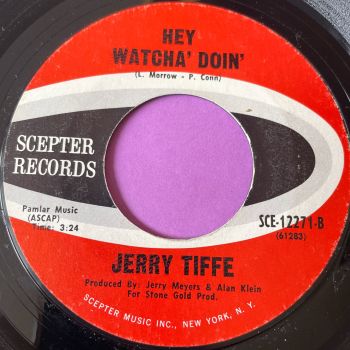 HEY
WATCHA' DOIN'
(L. Morrow - P. Conn)
SCEPTER
RECORDS
Pamlar Music
(ASCAP)
Time: 3:24
SCE-12271-B
(61283)
JERRY TIFFE
Produced By: Jerry Meyers & Alan Klein
For Stone Gold Prod.
SCEPTER MUSIC INC., NEW YORK, N. Y.